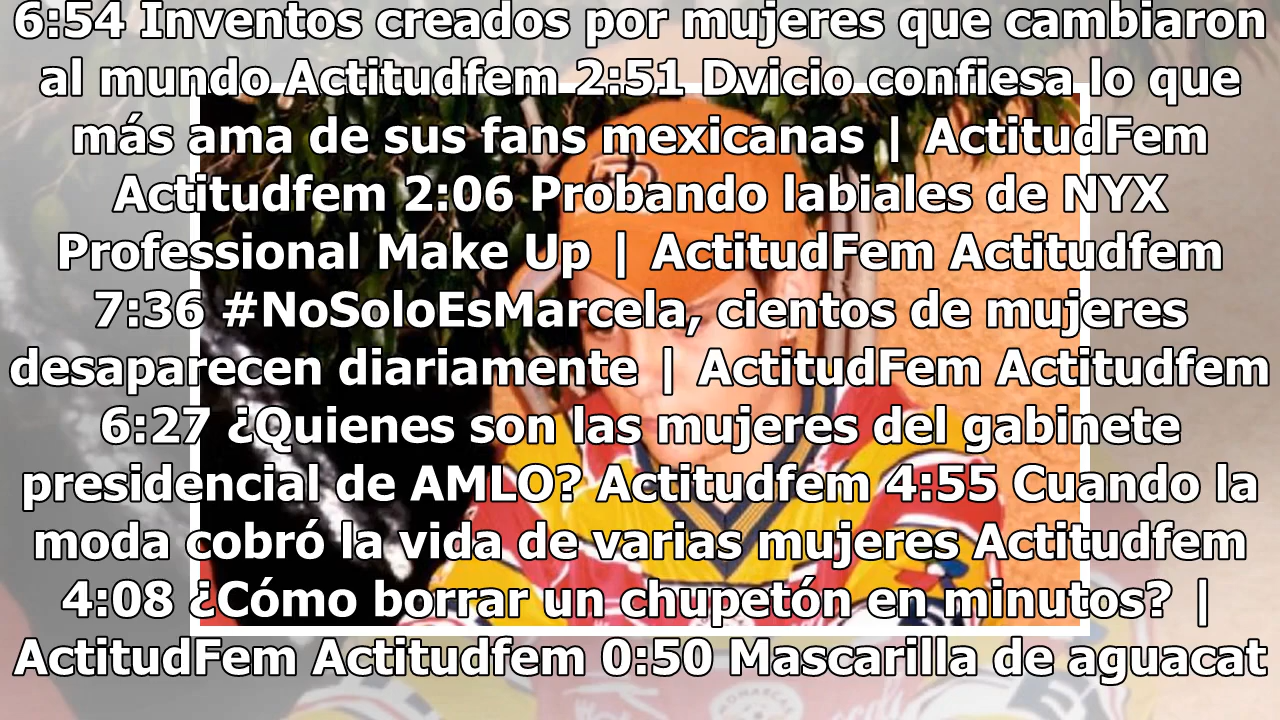 6:54 Inventos creados por mujeres que cambiaron
al mundo Actitudfem 2:51 Dvicio confiesa lo que
más ama de sus fans mexicanas | ActitudFem
Actitudfem 2:06 Probando labiales de NYX
Professional Make Up | ActitudFem Actitudfem
7:36 #NoSoloEsMarcela, cientos de mujeres
desaparecen diariamente | ActitudFem Actitudfem
6:27 ¿Quienes son las mujeres del gabinete
presidencial de AMLO? Actitudfem 4:55 Cuando la
moda cobró la vida de varias mujeres Actitudfem
4:08 ¿Cómo borrar un chupetón en minutos? |
ActitudFem Actitudfem 0:50 Mascarilla de aguacat